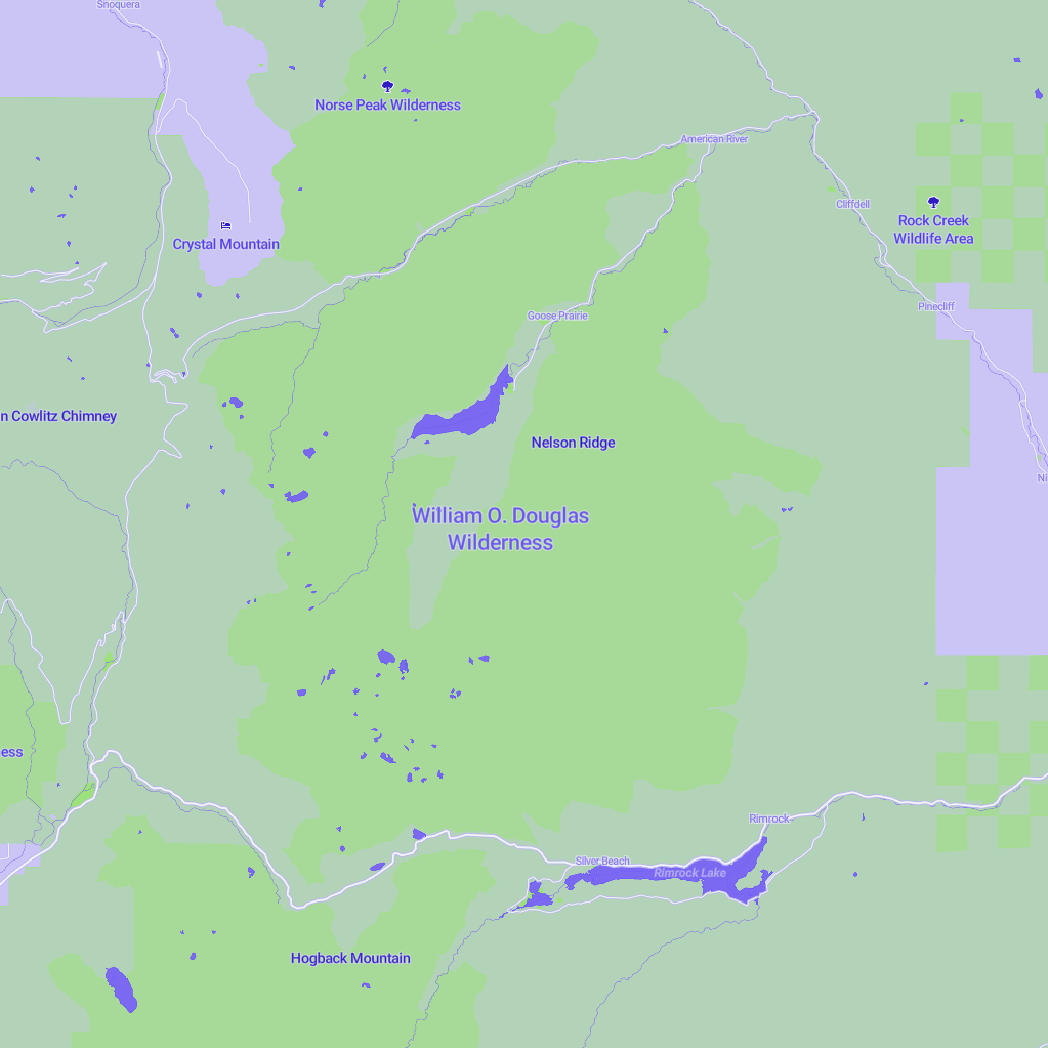 Snoquera
Norse Peak Wilderness
American River
Cliffdell
Rock Creek
Wildlife Area
Crystal Mountain
Goose Prairie
Pinecliff
n Cowlitz Chimney
Nelson Ridge
Ni
William O. Douglas
Wilderness
ess
Rimrock
Silver Beach
Rimrock Lake
Hogback Mountain